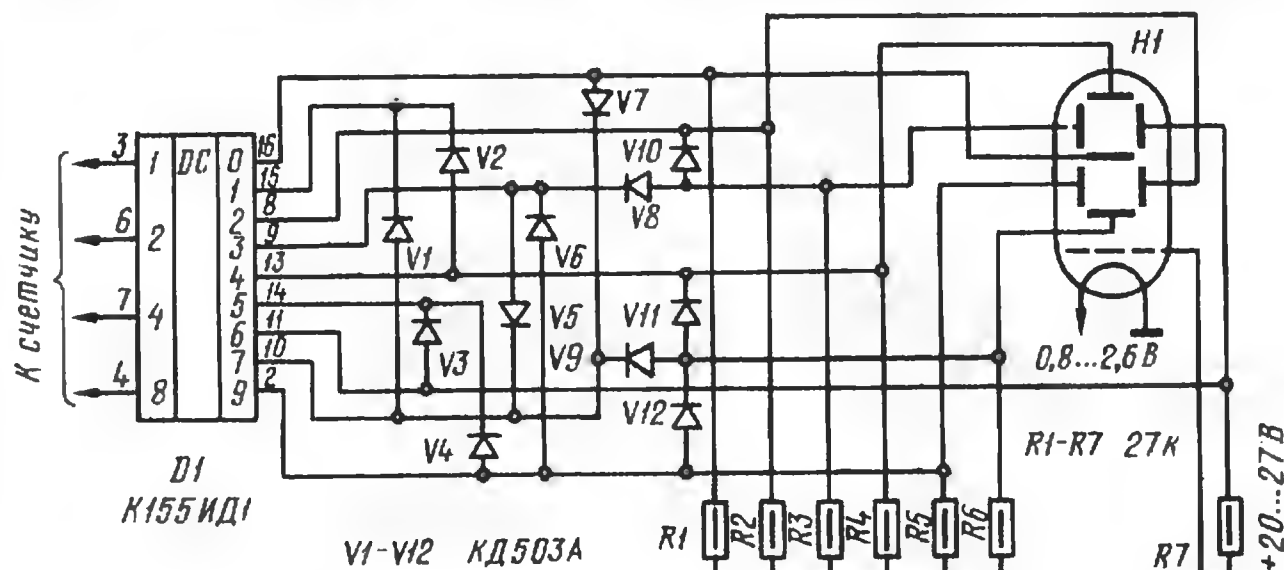 К счетчику
3
6
7
4
1
2
4
8
DC
0
1
2
3
4
5
6
7
9
16
15
8
9
13
14
11
10
2
D1
К155ИД1
V7
V2
V10
V8
V1
V6
V5
V11
V9
V3
V12
V4
V1-V12 КД503А
H1
0,8...2,6 В
R1-R7 27к
R1
R2
R3
R4
R5
R6
R7
+20...27 В